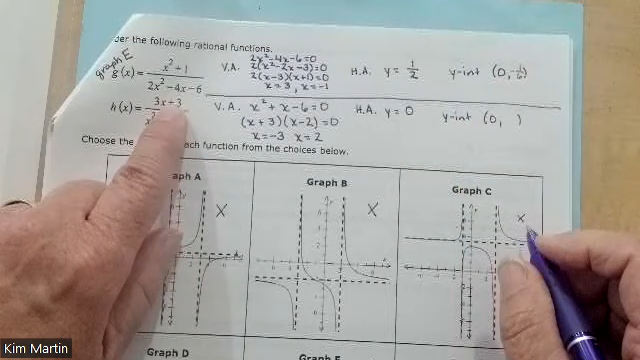 der the following rational functions.
graph E
g(x) = x² + 1 / 2x² - 4x - 6
V.A. 2x² - 4x - 6 = 0
2(x² - 2x - 3) = 0
2(x - 3)(x + 1) = 0
x = 3, x = -1
H.A. y = 1/2
y-int (0, -1/6)
h(x) = 3x + 3
V.A. x² + x - 6 = 0
(x + 3)(x - 2) = 0
x = -3 x = 2
H.A. y = 0
y-int (0, )
Choose the each function from the choices below.
aph A
Graph B
Graph C
X
X
X
Graph D
Kim Martin